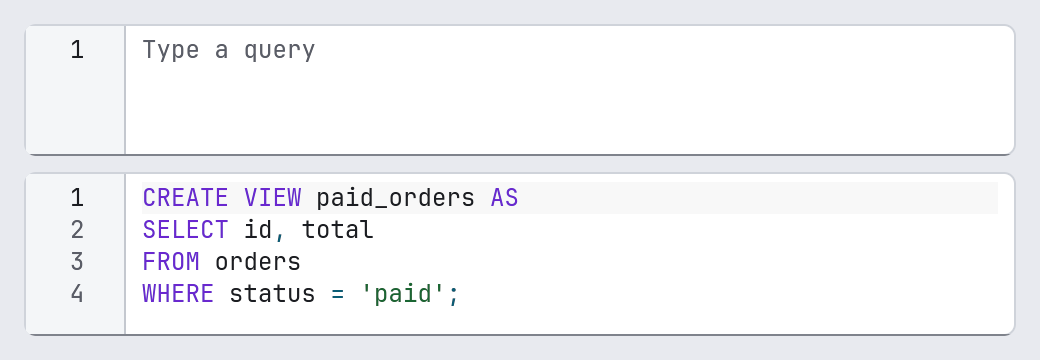 1 Type a query
1 CREATE VIEW paid_orders AS
2 SELECT id, total
3 FROM orders
4 WHERE status = 'paid';